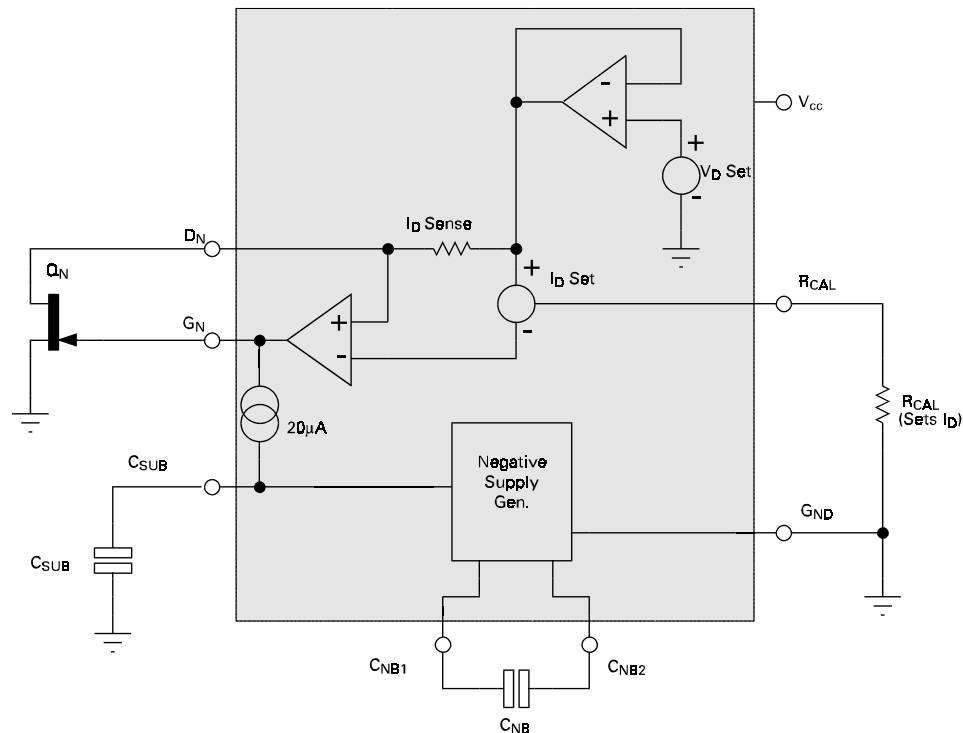 -
+
Vcc
+
VD Set
-
ID Sense
DN
QN
+
ID Set
-
RCAL
GN
+
-
20µA
RCAL
(Sets ID)
CSUB
Negative
Supply
Gen.
GND
CSUB
CNB1
CNB2
CNB